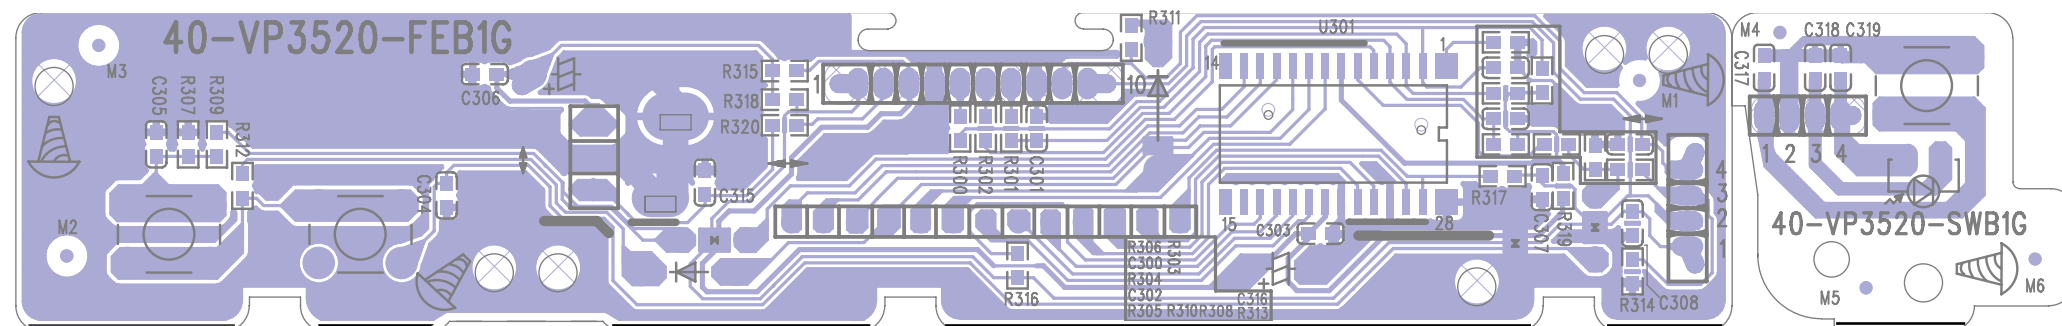 40-VP3520-FEB1G
M3
C305
R307
R309
R312
M2
C306
+
C304
R315
R318
R320
C315
1
10
R311
R300
R302
R301
C301
R316
R306
C300
R304
C302
R305 R310 R308
R303
C316
R313
C303
+
U301
14
1
15
28
R317
C307
R319
M1
4
3
2
1
R314
C308
M4
C318 C319
C317
1 2 3 4
40-VP3520-SWB1G
M5
M6